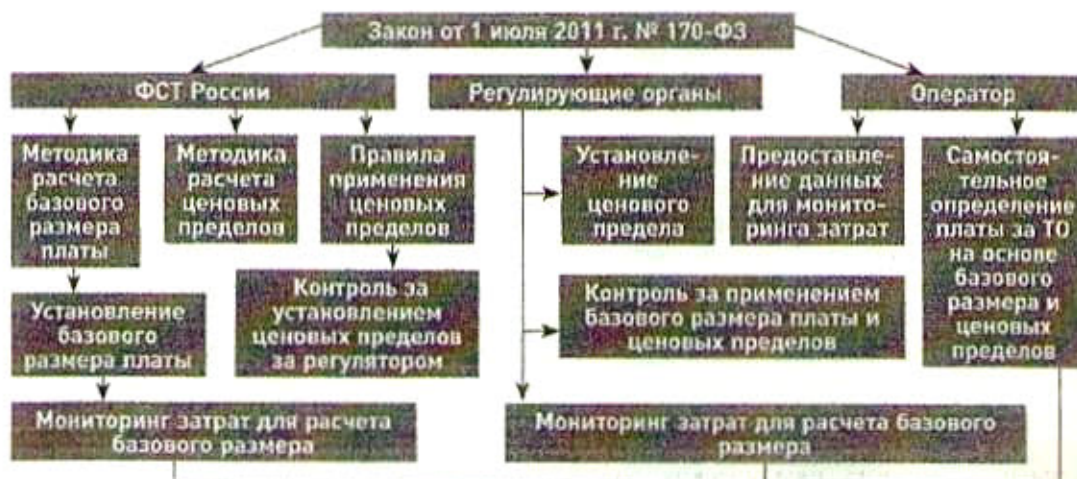 Закон от 1 июля 2011 г. № 170-ФЗ
ФСТ России
Регулирующие органы
Оператор
Методика
расчета
базового
размера
платы
Методика
расчета
ценовых
пределов
Правила
применения
ценовых
пределов
Установле-
ние
ценового
предела
Предоставле-
ние данных
для монито-
ринга затрат
Самостоя-
тельное
определение
платы за ТО
на основе
базового
размера и
ценовых
пределов
Установление
базового
размера платы
Контроль за
установлением
ценовых пределов
за регулятором
Контроль за применением
базового размера платы и
ценовых пределов
Мониторинг затрат для расчета
базового размера
Мониторинг затрат для расчета базового
размера